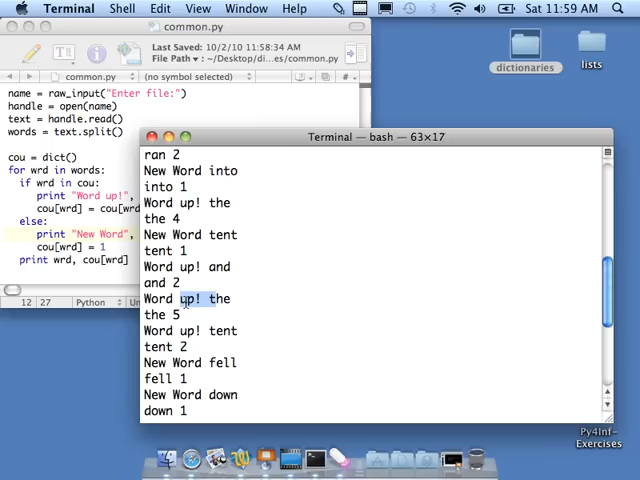 Terminal Shell Edit View Window Help Sat 11:59 AM
common.py
Last Saved: 10/2/10 11:58:34 AM
File Path ▾: ~/Desktop/di...es/common.py
common.py (no symbol selected) #
name = raw_input("Enter file:")
handle = open(name)
text = handle.read()
words = text.split()
cou = dict()
for wrd in words:
if wrd in cou:
print "Word up!",
cou[wrd] = cou[wrd
else:
print "New Word",
cou[wrd] = 1
print wrd, cou[wrd]
12 27 Python
dictionaries
lists
Terminal — bash — 63×17
ran 2
New Word into
into 1
Word up! the
the 4
New Word tent
tent 1
Word up! and
and 2
Word up! the
the 5
Word up! tent
tent 2
New Word fell
fell 1
New Word down
down 1
Py4Inf-
Exercises